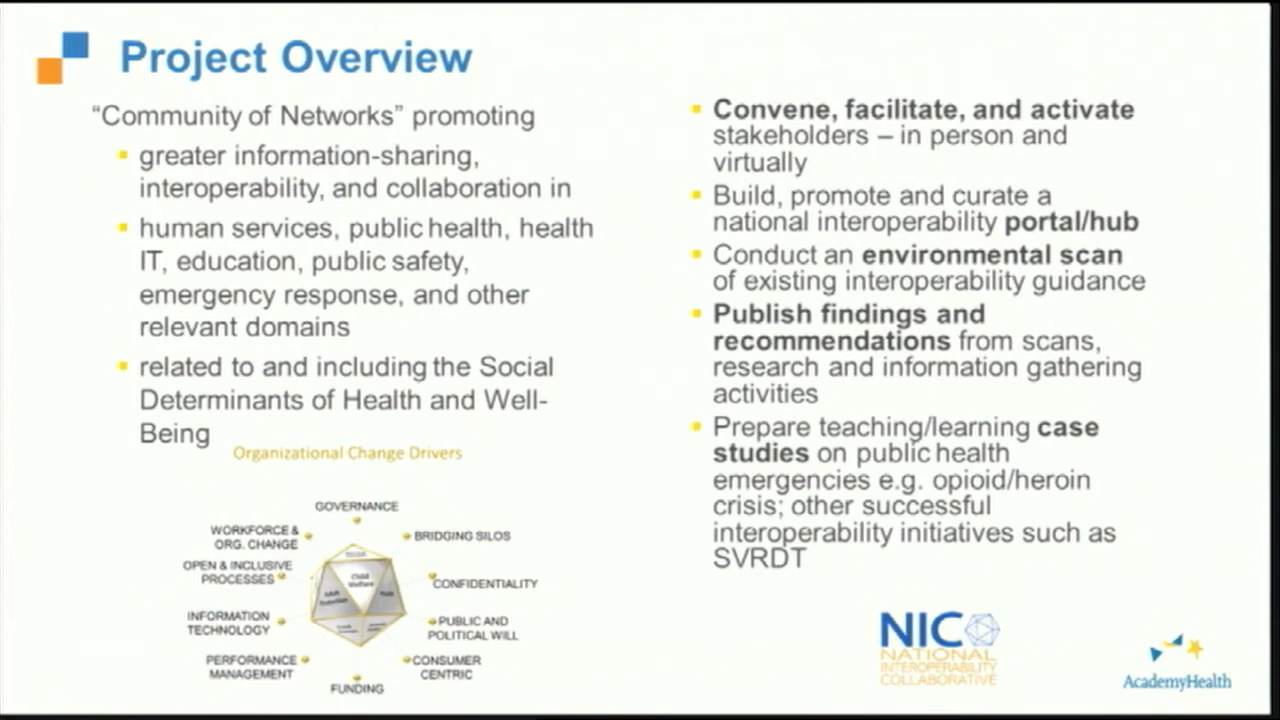 Project Overview
“Community of Networks” promoting
greater information-sharing,
interoperability, and collaboration in
human services, public health, health
IT, education, public safety,
emergency response, and other
relevant domains
related to and including the Social
Determinants of Health and Well-
Being
Organizational Change Drivers
GOVERNANCE
WORKFORCE &
ORG. CHANGE
BRIDGING SILOS
OPEN & INCLUSIVE
PROCESSES
CONFIDENTIALITY
INFORMATION
TECHNOLOGY
PUBLIC AND
POLITICAL WILL
PERFORMANCE
MANAGEMENT
CONSUMER
CENTRIC
FUNDING
Child
Welfare
Convene, facilitate, and activate
stakeholders – in person and
virtually
Build, promote and curate a
national interoperability portal/hub
Conduct an environmental scan
of existing interoperability guidance
Publish findings and
recommendations from scans,
research and information gathering
activities
Prepare teaching/learning case
studies on public health
emergencies e.g. opioid/heroin
crisis; other successful
interoperability initiatives such as
SVRDT
NIC
NATIONAL
INTEROPERABILITY
COLLABORATIVE
AcademyHealth